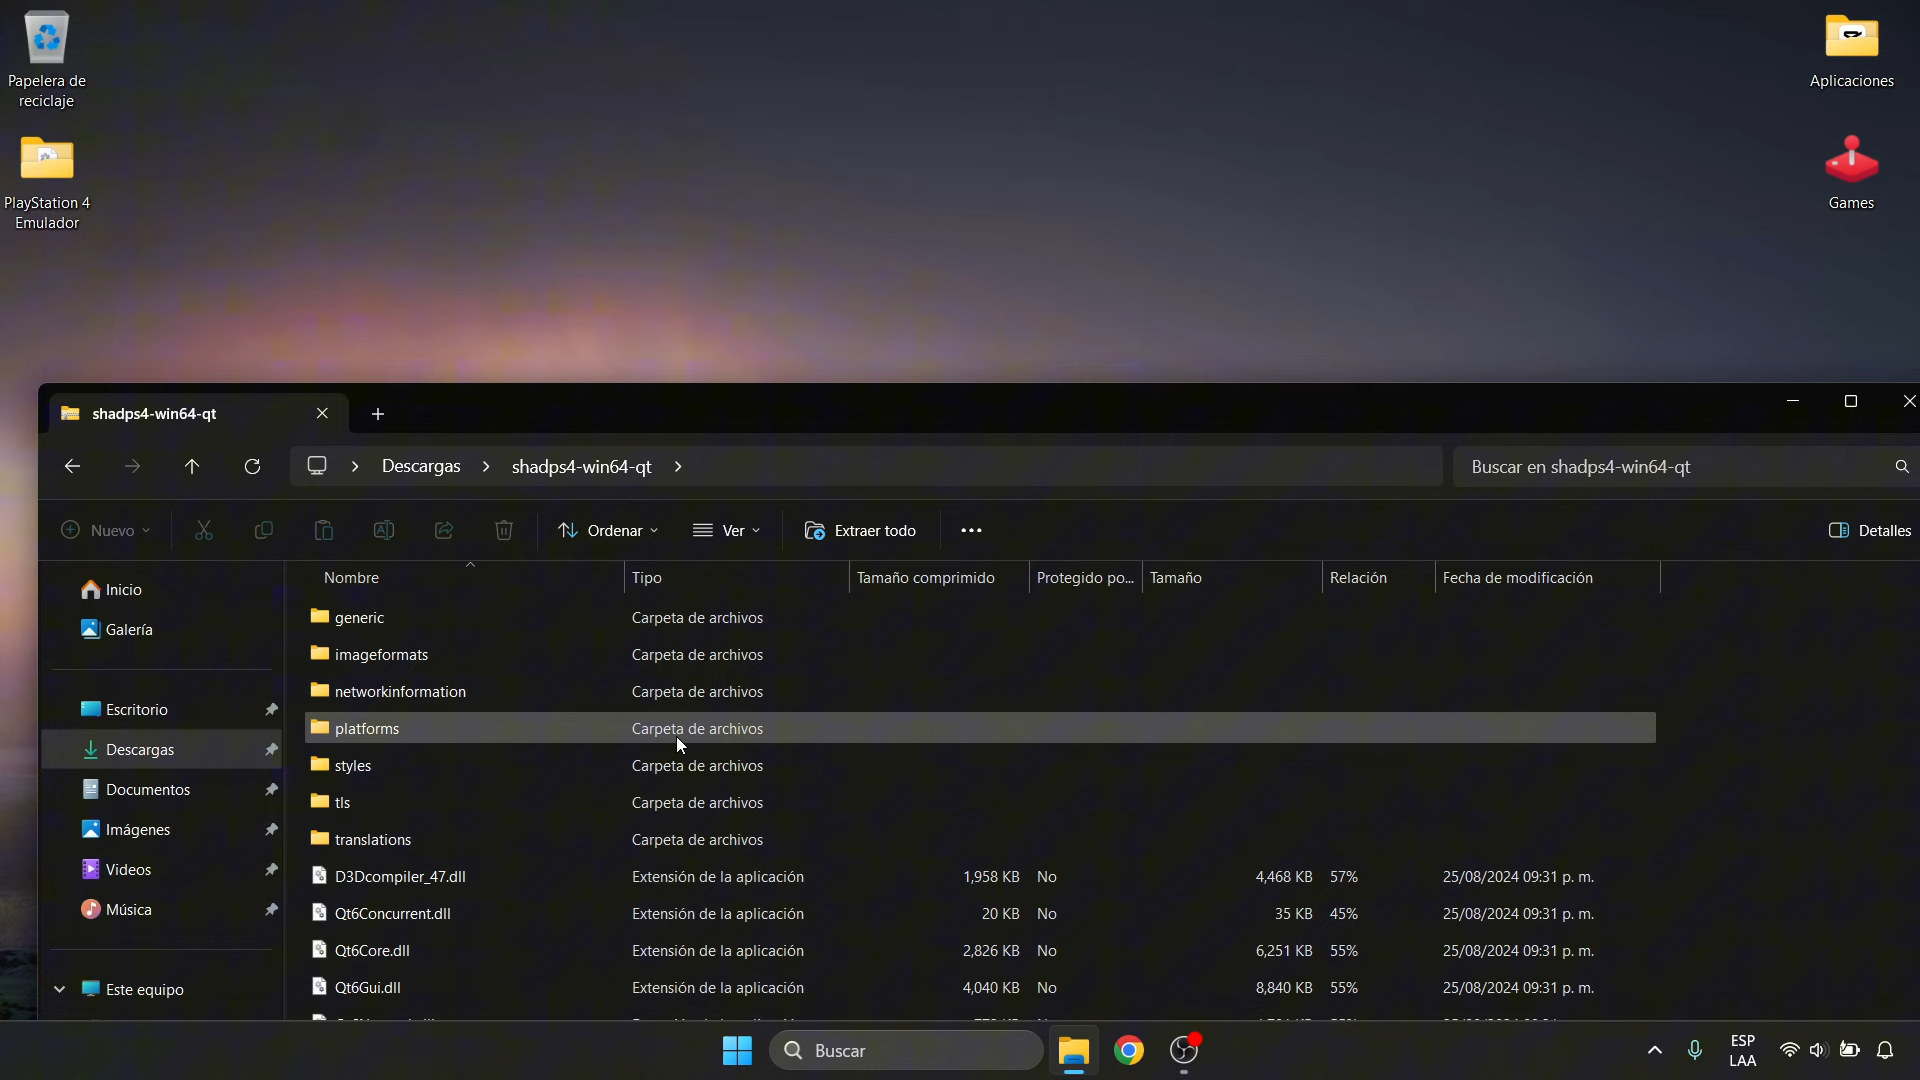 Papelera de
reciclaje
PlayStation 4
Emulador
Aplicaciones
Games
shadps4-win64-qt
Descargas
shadps4-win64-qt
Buscar en shadps4-win64-qt
Nuevo
Ordenar
Ver
Extraer todo
Detalles
Nombre Tipo Tamaño comprimido Protegido po... Tamaño Relación Fecha de modificación
Inicio
Galería
Escritorio
Descargas
Documentos
Imágenes
Videos
Música
Este equipo
generic Carpeta de archivos
imageformats Carpeta de archivos
networkinformation Carpeta de archivos
platforms Carpeta de archivos
styles Carpeta de archivos
tls Carpeta de archivos
translations Carpeta de archivos
D3Dcompiler_47.dll Extensión de la aplicación 1,958 KB No 4,468 KB 57% 25/08/2024 09:31 p. m.
Qt6Concurrent.dll Extensión de la aplicación 20 KB No 35 KB 45% 25/08/2024 09:31 p. m.
Qt6Core.dll Extensión de la aplicación 2,826 KB No 6,251 KB 55% 25/08/2024 09:31 p. m.
Qt6Gui.dll Extensión de la aplicación 4,040 KB No 8,840 KB 55% 25/08/2024 09:31 p. m.
Buscar
ESP
LAA